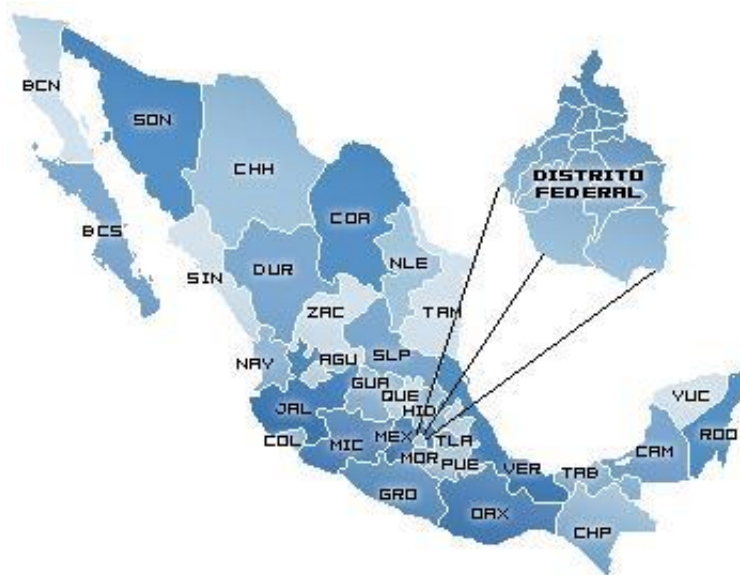 BCN
SON
CHH
DISTRITO
FEDERAL
COA
BCS
NLE
DUR
SIN
ZAC
TAM
AGU
SLP
NAY
GUA
QUE
YUC
HID
JAL
MEX
TLA
ROO
COL
MIC
MOR
PUE
VER
TAB
CAM
GRO
OAX
CHP